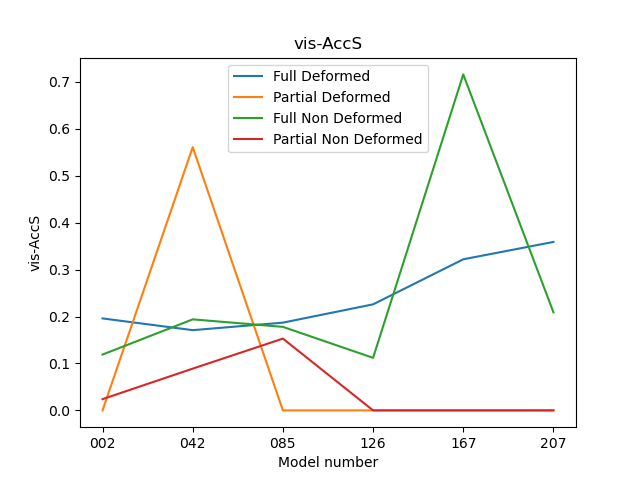 vis-AccS
Full Deformed
Partial Deformed
Full Non Deformed
Partial Non Deformed
vis-AccS
0.7
0.6
0.5
0.4
0.3
0.2
0.1
0.0
002 042 085 126 167 207
Model number